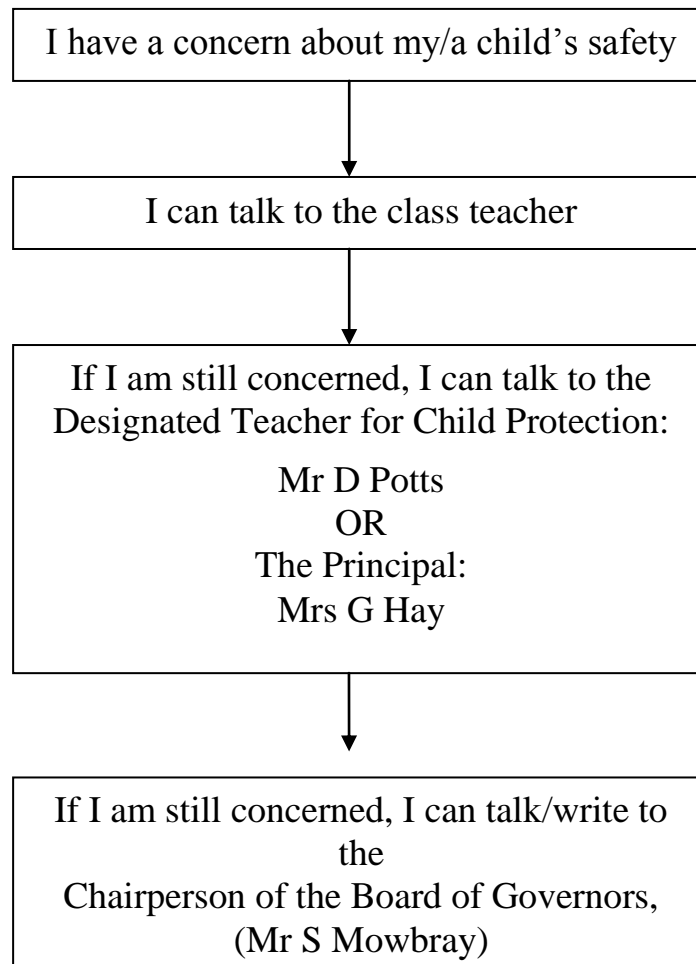 I have a concern about my/a child’s safety
I can talk to the class teacher
If I am still concerned, I can talk to the
Designated Teacher for Child Protection:
Mr D Potts
OR
The Principal:
Mrs G Hay
If I am still concerned, I can talk/write to
the
Chairperson of the Board of Governors,
(Mr S Mowbray)